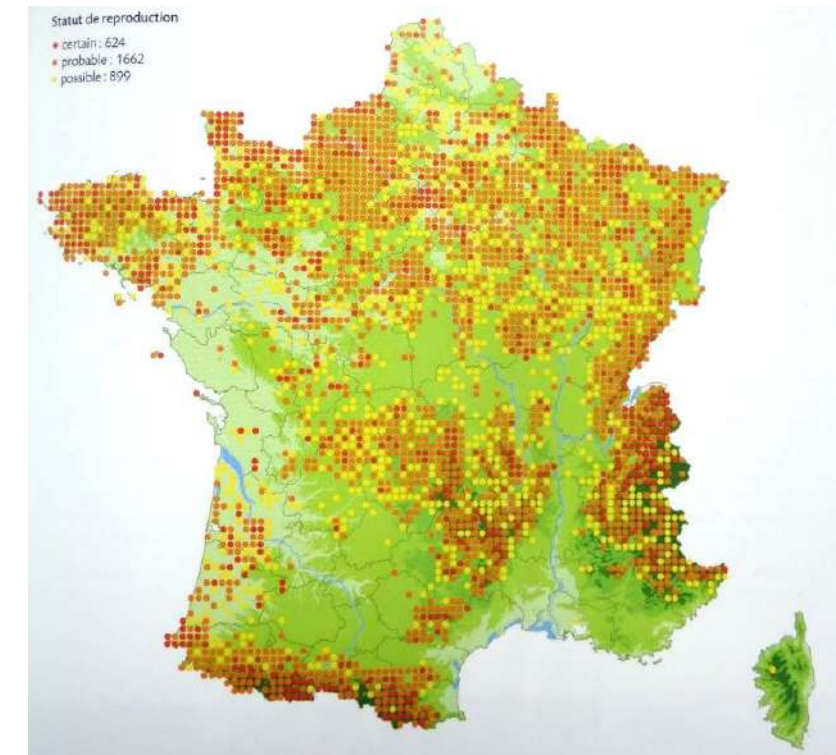 Statut de reproduction
• certain : 624
• probable : 1662
• possible : 899